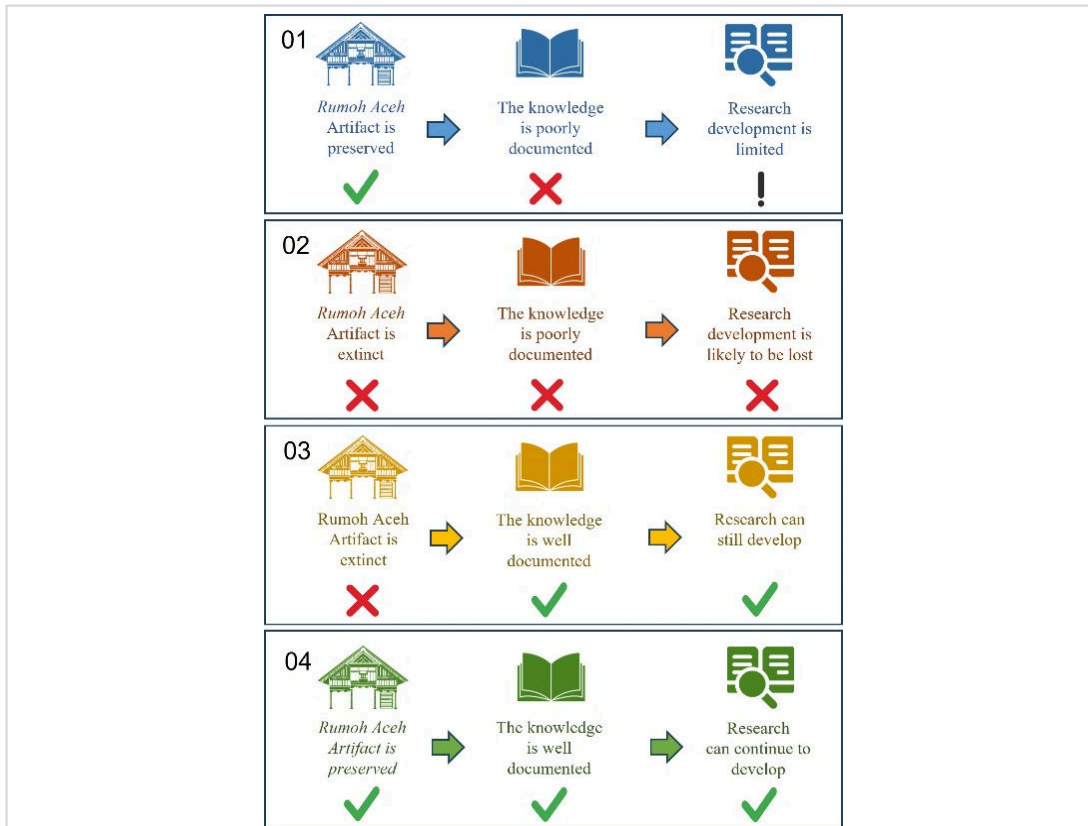 01
Rumoh Aceh
Artifact is
preserved
The knowledge
is poorly
documented
Research
development is
limited
!
02
Rumoh Aceh
Artifact is
extinct
The knowledge
is poorly
documented
Research
development is
likely to be lost
03
Rumoh Aceh
Artifact is
extinct
The knowledge
is well
documented
Research can
still develop
04
Rumoh Aceh
Artifact is
preserved
The knowledge
is well
documented
Research
can continue to
develop